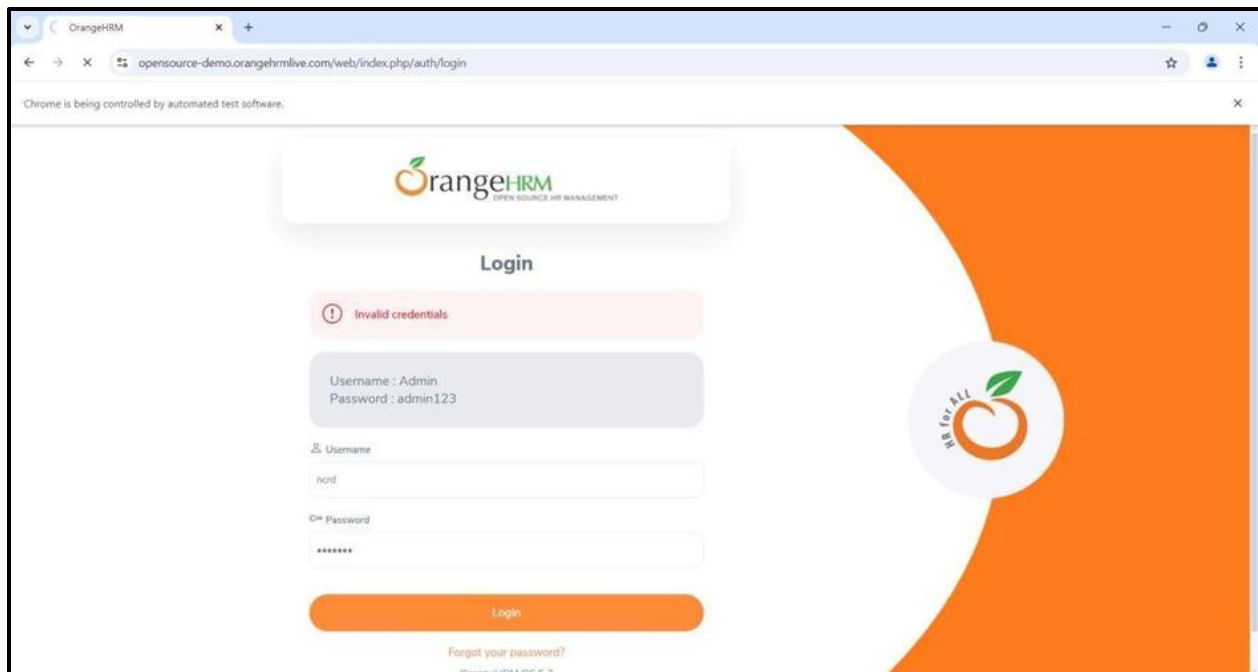 OrangeHRM
opensource-demo.orangehrmlive.com/web/index.php/auth/login
Chrome is being controlled by automated test software.
OrangeHRM
OPEN SOURCE HR MANAGEMENT
Login
Invalid credentials
Username : Admin
Password : admin123
Username
ncrd
Password
•••••••
Login
Forgot your password?
HR for ALL